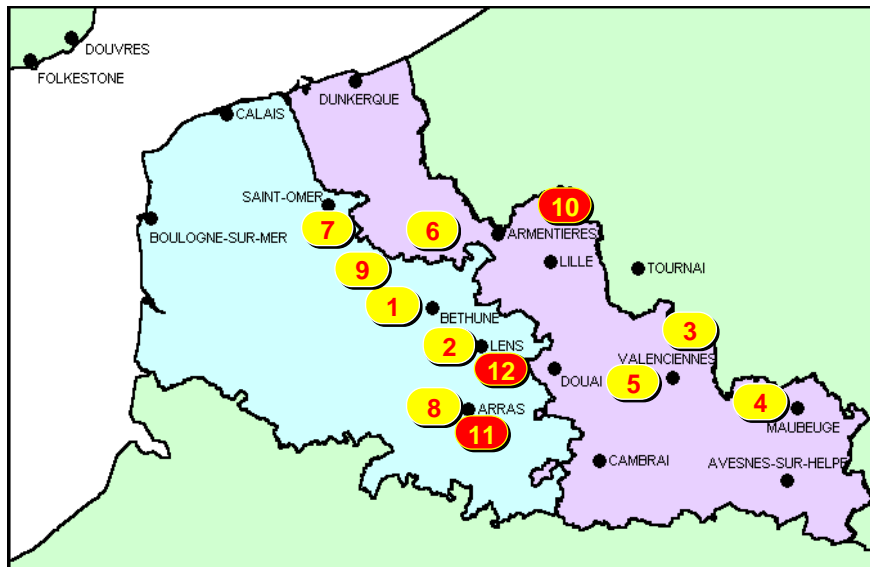 DOUVRES
FOLKESTONE
DUNKERQUE
CALAIS
SAINT-OMER
10
7
6
BOULOGNE-SUR-MER
ARMENTIERES
9
LILLE
TOURNAI
1
BETHUNE
3
2
LENS
VALENCIENNES
12
DOUAI
5
8
ARRAS
4
MAUBEUGE
11
CAMBRAI
AVESNES-SUR-HELPE